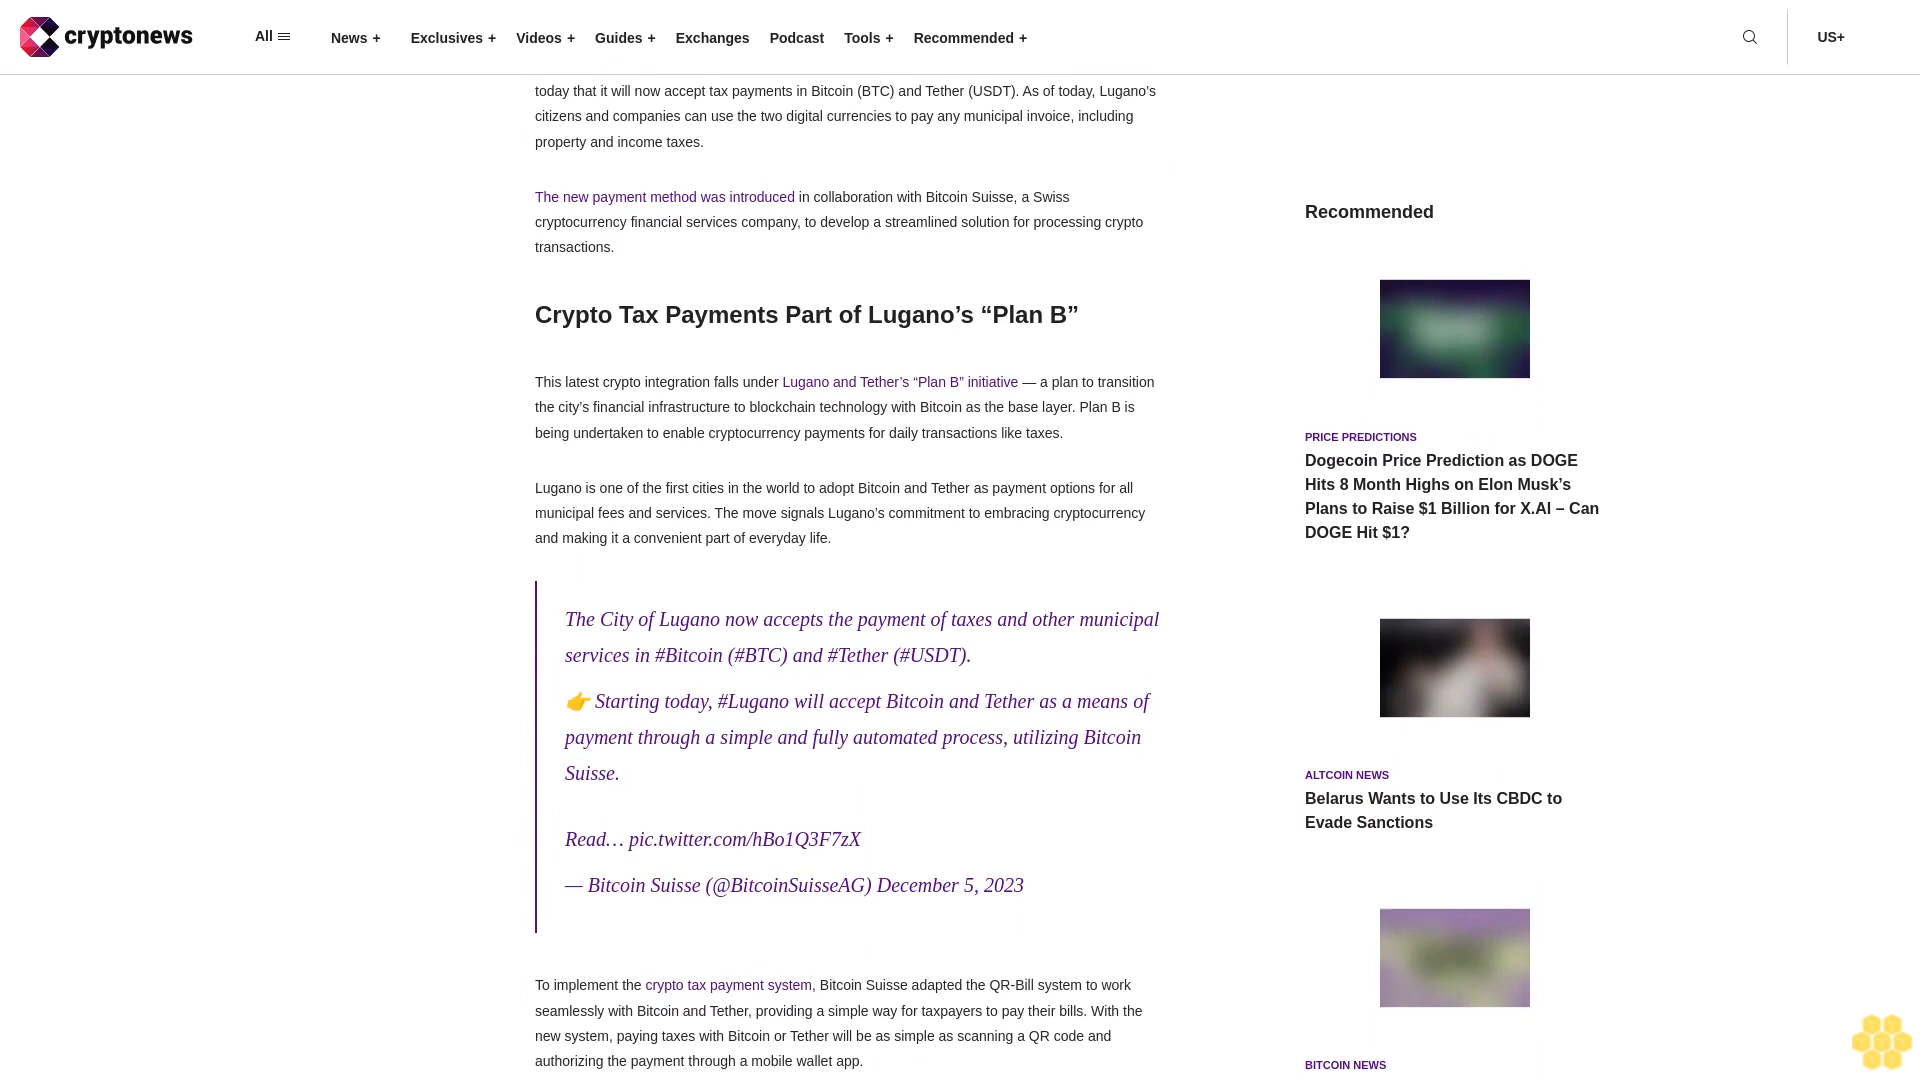 cryptonews
All
News +
Exclusives +
Videos +
Guides +
Exchanges
Podcast
Tools +
Recommended +
US+
today that it will now accept tax payments in Bitcoin (BTC) and Tether (USDT). As of today, Lugano’s
citizens and companies can use the two digital currencies to pay any municipal invoice, including
property and income taxes.
The new payment method was introduced in collaboration with Bitcoin Suisse, a Swiss
cryptocurrency financial services company, to develop a streamlined solution for processing crypto
transactions.
Crypto Tax Payments Part of Lugano’s “Plan B”
This latest crypto integration falls under Lugano and Tether’s “Plan B” initiative — a plan to transition
the city’s financial infrastructure to blockchain technology with Bitcoin as the base layer. Plan B is
being undertaken to enable cryptocurrency payments for daily transactions like taxes.
Lugano is one of the first cities in the world to adopt Bitcoin and Tether as payment options for all
municipal fees and services. The move signals Lugano’s commitment to embracing cryptocurrency
and making it a convenient part of everyday life.
The City of Lugano now accepts the payment of taxes and other municipal
services in #Bitcoin (#BTC) and #Tether (#USDT).
👉 Starting today, #Lugano will accept Bitcoin and Tether as a means of
payment through a simple and fully automated process, utilizing Bitcoin
Suisse.
Read… pic.twitter.com/hBo1Q3F7zX
— Bitcoin Suisse (@BitcoinSuisseAG) December 5, 2023
To implement the crypto tax payment system, Bitcoin Suisse adapted the QR-Bill system to work
seamlessly with Bitcoin and Tether, providing a simple way for taxpayers to pay their bills. With the
new system, paying taxes with Bitcoin or Tether will be as simple as scanning a QR code and
authorizing the payment through a mobile wallet app.
Recommended
PRICE PREDICTIONS
Dogecoin Price Prediction as DOGE
Hits 8 Month Highs on Elon Musk’s
Plans to Raise $1 Billion for X.AI – Can
DOGE Hit $1?
ALTCOIN NEWS
Belarus Wants to Use Its CBDC to
Evade Sanctions
BITCOIN NEWS